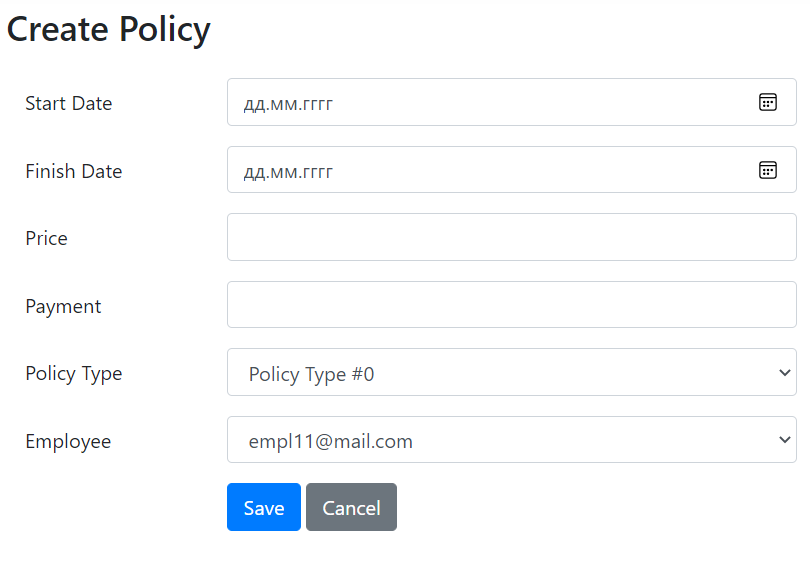 Create Policy
Start Date дд.мм.гггг
Finish Date дд.мм.гггг
Price
Payment
Policy Type Policy Type #0
Employee empl11@mail.com
Save Cancel